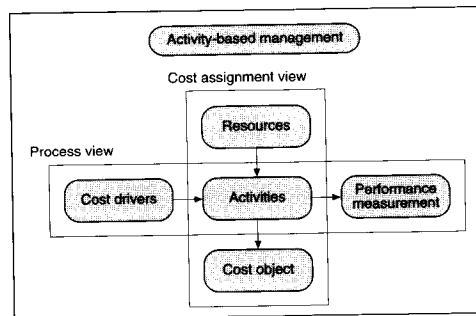 Activity-based management
Cost assignment view
Resources
Process view
Cost drivers
Activities
Performance
measurement
Cost object